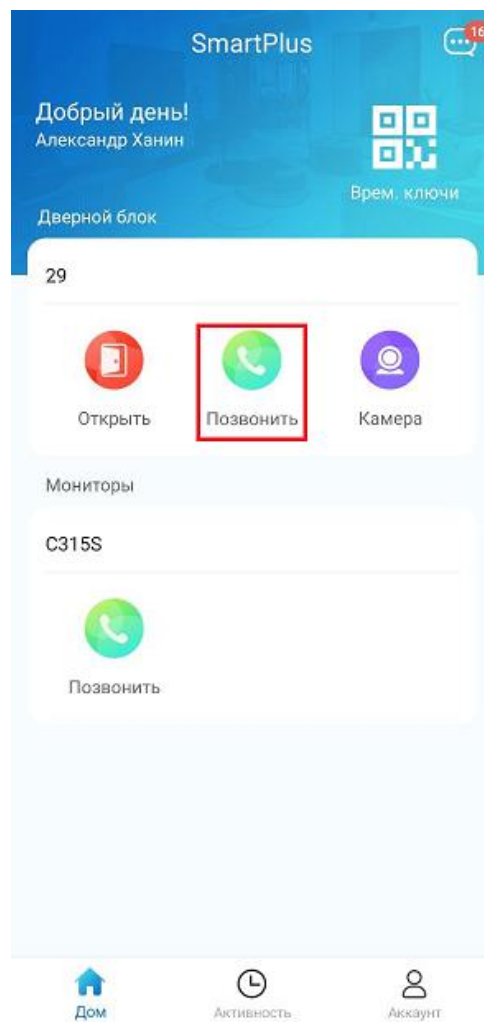 SmartPlus
16
Добрый день!
Александр Ханин
Врем. ключи
Дверной блок
29
Открыть
Позвонить
Камера
Мониторы
C315S
Позвонить
Дом
Активность
Аккаунт